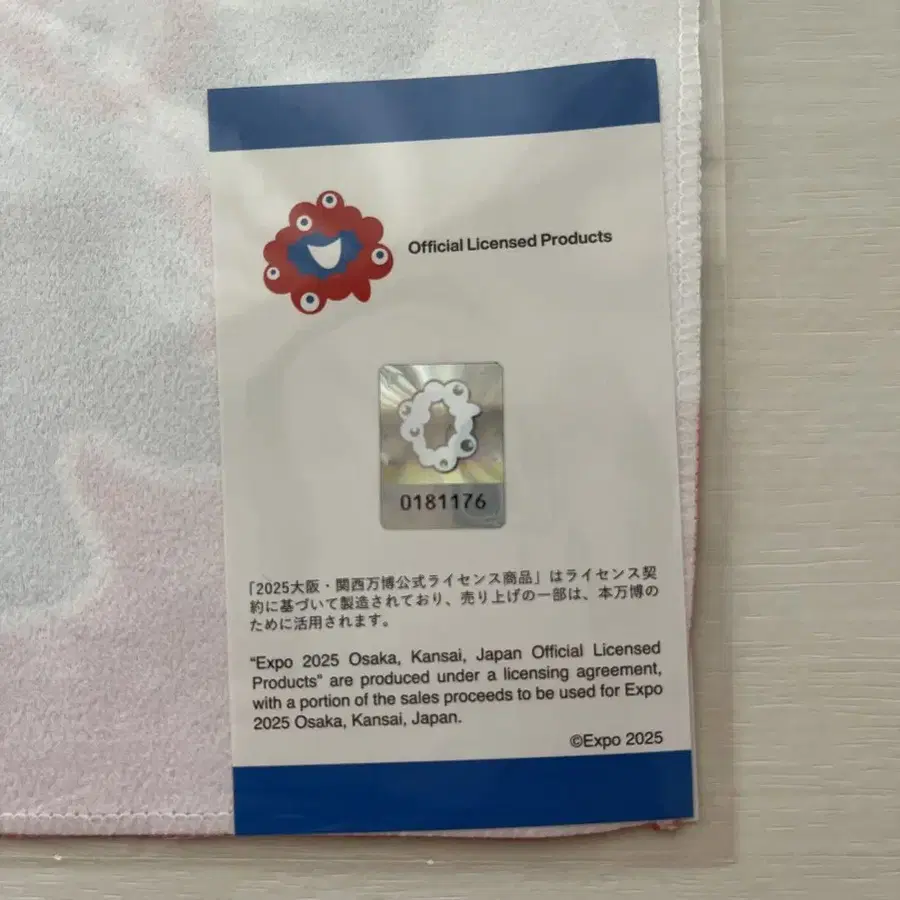 Official Licensed Products
0181176
「2025大阪・関西万博公式ライセンス商品」はライセンス契
約に基づいて製造されており、売り上げの一部は、本万博の
ために活用されます。
“Expo 2025 Osaka, Kansai, Japan Official Licensed
Products” are produced under a licensing agreement,
with a portion of the sales proceeds to be used for Expo
2025 Osaka, Kansai, Japan.
©Expo 2025